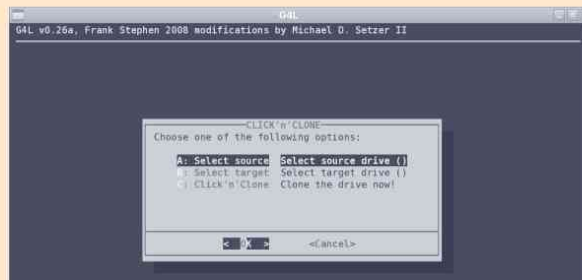 G4L
G4L v0.26a, Frank Stephen 2008 modifications by Michael D. Setzer II
CLICK'n'CLONE
Choose one of the following options:
A: Select source Select source drive ()
B: Select target Select target drive ()
C: Click'n'Clone Clone the drive now!
< OK > <Cancel>